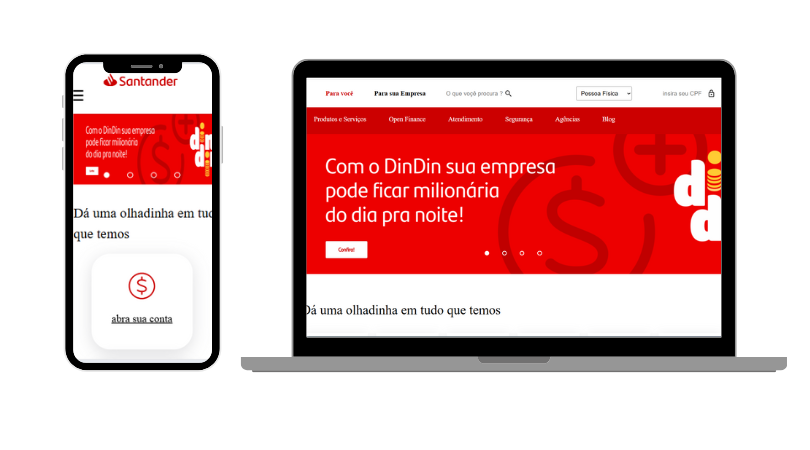 Santander
Com o DinDin sua empresa
pode ficar milionária
do dia pra noite!
Dá uma olhadinha em tud
que temos
abra sua conta
Para você
Para sua Empresa
O que voçê procura ?
Pessoa Física
insira seu CPF
Produtos e Serviços
Open Finance
Atendimento
Segurança
Agências
Blog
Com o DinDin sua empresa
pode ficar milionária
do dia pra noite!
Confira!
di
d
Dá uma olhadinha em tudo que temos